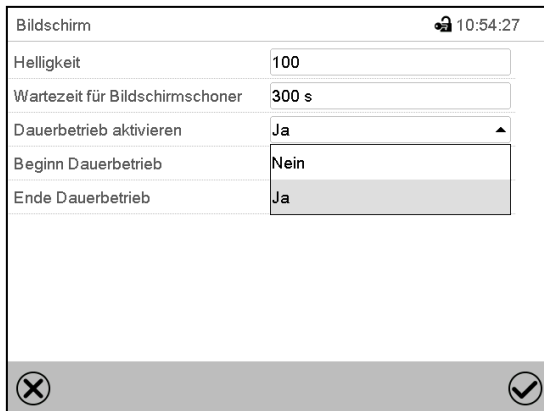 Bildschirm 10:54:27
Helligkeit 100
Wartezeit für Bildschirmschoner 300 s
Dauerbetrieb aktivieren Ja
Beginn Dauerbetrieb Nein
Ende Dauerbetrieb Ja